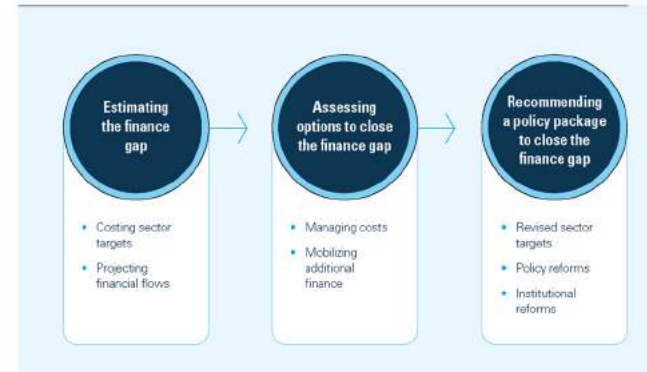 Estimating
the finance
gap
• Costing sector
targets
• Projecting
financial flows
Assessing
options to close
the finance gap
• Managing costs
• Mobilizing
additional
finance
Recommending
a policy package
to close the
finance gap
• Revised sector
targets
• Policy reforms
• Institutional
reforms